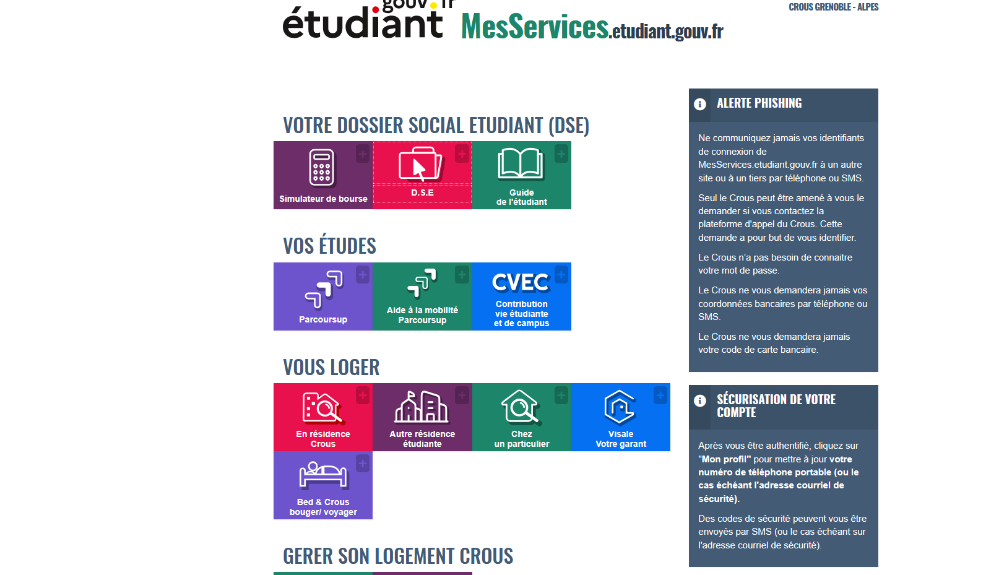 gouv.fr
étudiant
MesServices.etudiant.gouv.fr
CROUS GRENOBLE - ALPES
VOTRE DOSSIER SOCIAL ETUDIANT (DSE)
Simulateur de bourse
D.S.E
Guide
de l'étudiant
VOS ÉTUDES
Parcoursup
Aide à la mobilité
Parcoursup
CVEC
Contribution
vie étudiante
et de campus
VOUS LOGER
En résidence
Crous
Autre résidence
étudiante
Chez
un particulier
Visale
Votre garant
Bed & Crous
bouger/ voyager
GERER SON LOGEMENT CROUS
ALERTE PHISHING
Ne communiquez jamais vos identifiants
de connexion de
MesServices.etudiant.gouv.fr à un autre
site ou à un tiers par téléphone ou SMS.
Seul le Crous peut être amené à vous le
demander si vous contactez la
plateforme d'appel du Crous. Cette
demande a pour but de vous identifier.
Le Crous n’a pas besoin de connaitre
votre mot de passe.
Le Crous ne vous demandera jamais vos
coordonnées bancaires par téléphone ou
SMS.
Le Crous ne vous demandera jamais
votre code de carte bancaire.
SÉCURISATION DE VOTRE
COMPTE
Après vous être authentifié, cliquez sur
"Mon profil" pour mettre à jour votre
numéro de téléphone portable (ou le
cas échéant l'adresse courriel de
sécurité).
Des codes de sécurité peuvent vous être
envoyés par SMS (ou le cas échéant sur
l'adresse courriel de sécurité).